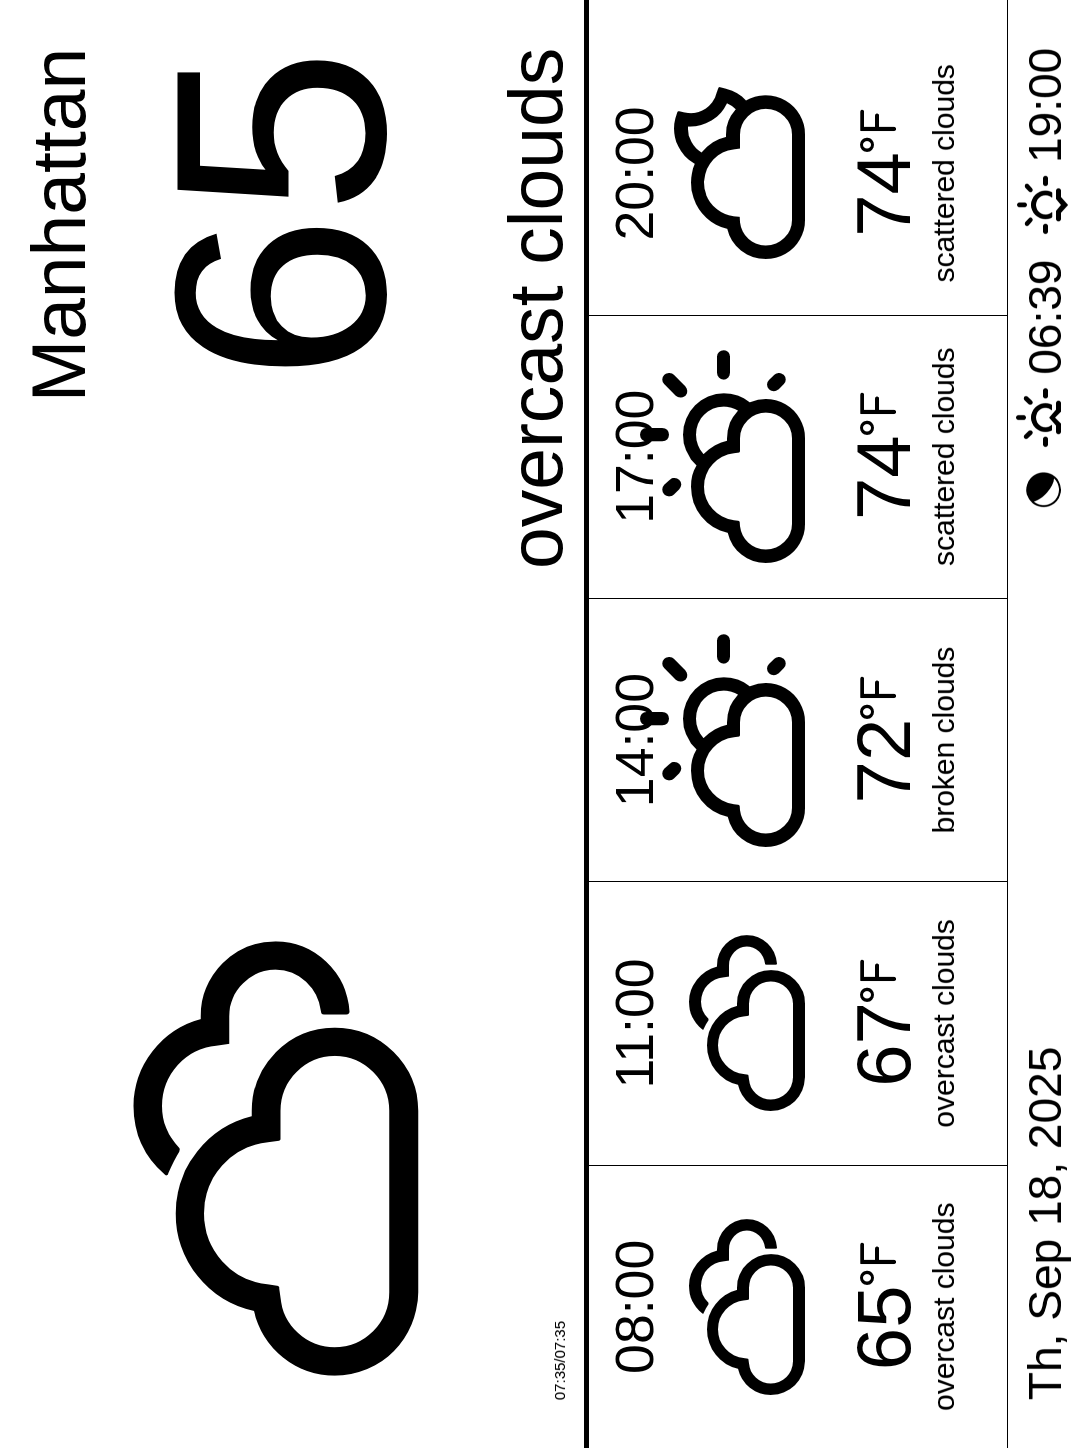 Manhattan
65
overcast clouds
07:35/07:35
08:00
65°F
overcast clouds
11:00
67°F
overcast clouds
14:00
72°F
broken clouds
17:00
74°F
scattered clouds
20:00
74°F
scattered clouds
Th, Sep 18, 2025
06:39
19:00